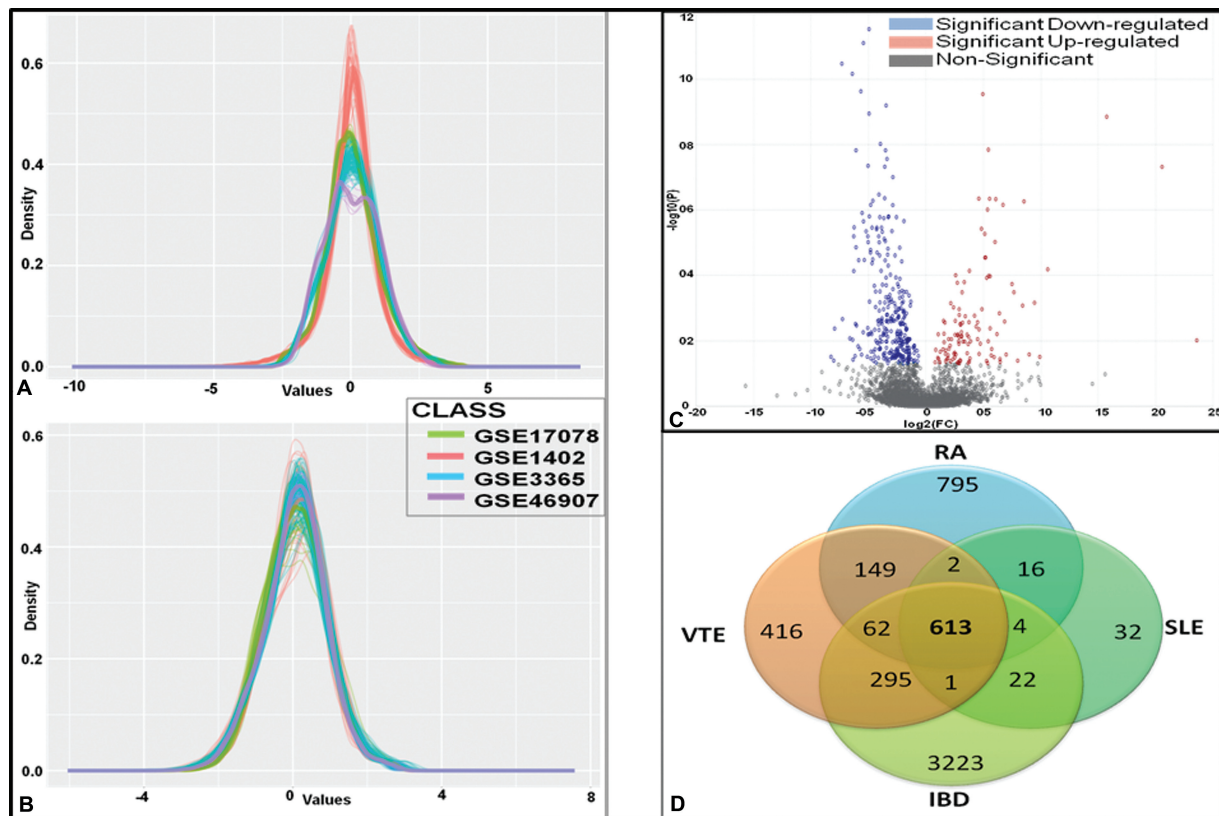 0.6
0.4
0.2
0.0
Density
-10
-5
0
5
Values
A
CLASS
GSE17078
GSE1402
GSE3365
GSE46907
0.6
0.4
0.2
0.0
Density
-4
0
4
8
Values
B
Significant Down-regulated
Significant Up-regulated
Non-Significant
12
10
08
06
04
02
0
-log10(P)
-20
-15
-10
-05
0
05
10
15
20
25
log2(FC)
C
RA
795
149
2
16
VTE
416
62
613
4
32
SLE
295
1
22
3223
IBD
D